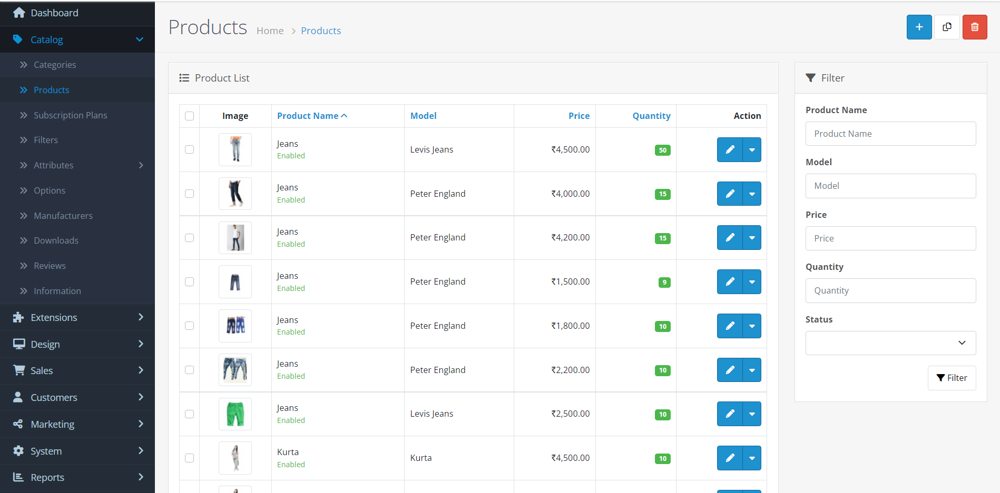 Dashboard
Catalog
Categories
Products
Subscription Plans
Filters
Attributes
Options
Manufacturers
Downloads
Reviews
Information
Extensions
Design
Sales
Customers
Marketing
System
Reports
Products Home > Products
Product List
Image Product Name Model Price Quantity Action
Jeans
Enabled
Levis Jeans ₹4,500.00 50
Jeans
Enabled
Peter England ₹4,000.00 15
Jeans
Enabled
Peter England ₹4,200.00 15
Jeans
Enabled
Peter England ₹1,500.00 9
Jeans
Enabled
Peter England ₹1,800.00 10
Jeans
Enabled
Peter England ₹2,200.00 10
Jeans
Enabled
Levis Jeans ₹2,500.00 10
Kurta
Enabled
Kurta ₹4,500.00 10
Filter
Product Name
Product Name
Model
Model
Price
Price
Quantity
Quantity
Status
Filter